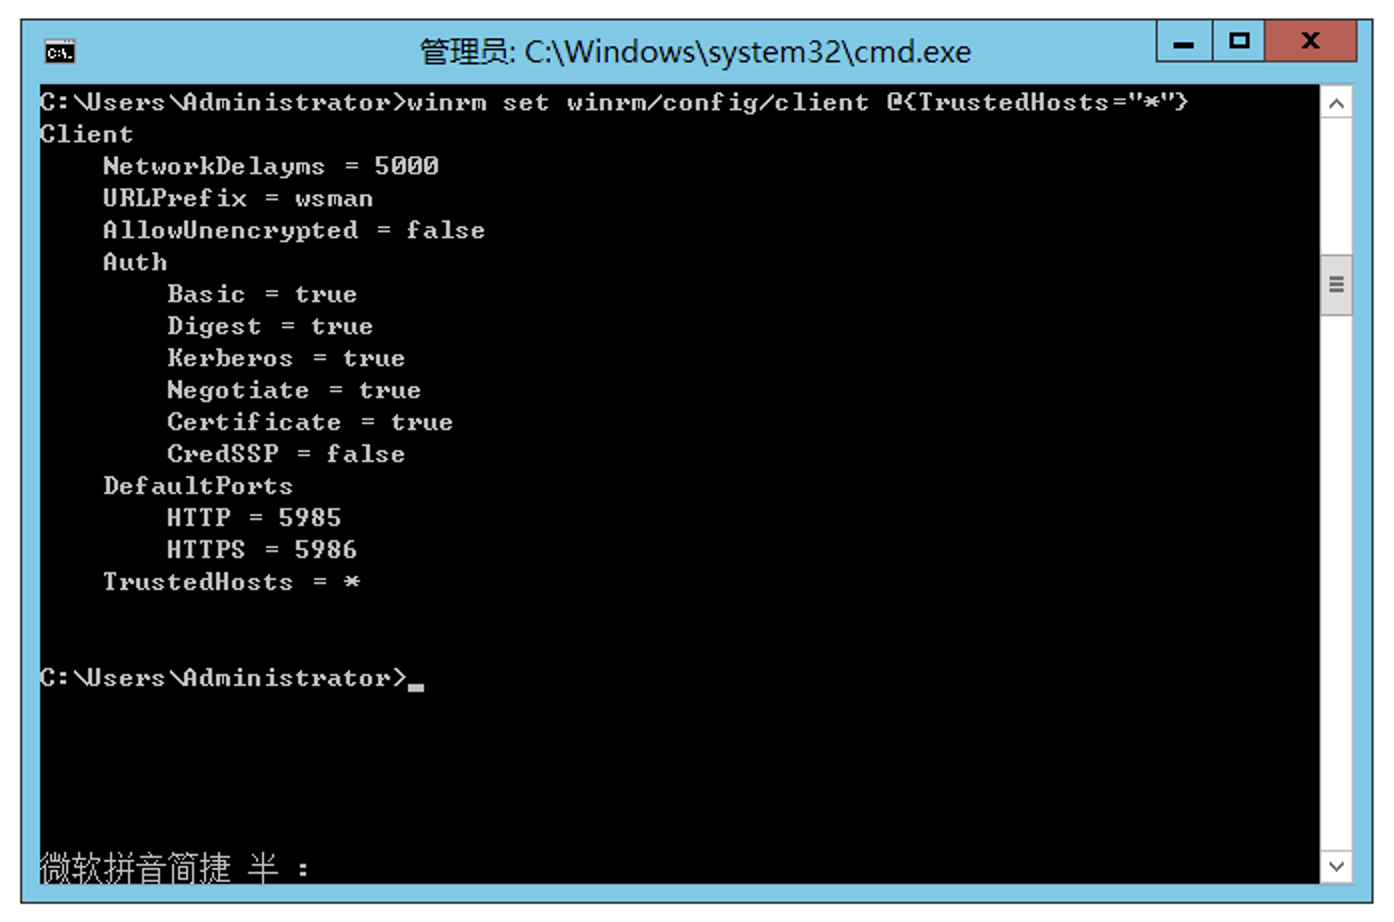 管理员: C:\Windows\system32\cmd.exe
C:\Users\Administrator>winrm set winrm/config/client @{TrustedHosts="*"}
Client
    NetworkDelayms = 5000
    URLPrefix = wsman
    AllowUnencrypted = false
    Auth
        Basic = true
        Digest = true
        Kerberos = true
        Negotiate = true
        Certificate = true
        CredSSP = false
    DefaultPorts
        HTTP = 5985
        HTTPS = 5986
    TrustedHosts = *
C:\Users\Administrator>_
微软拼音简捷 半 :